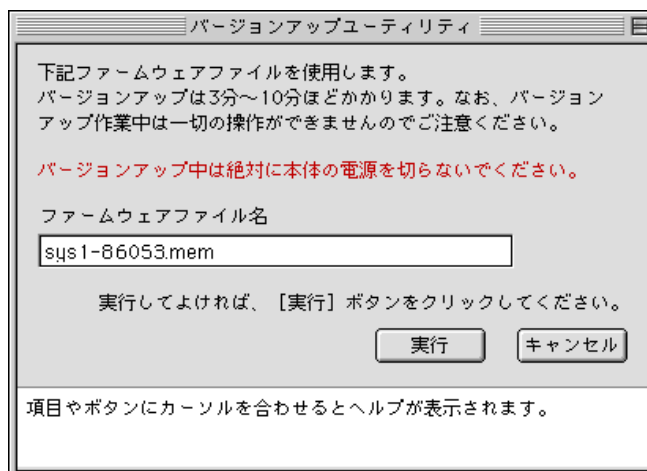 バージョンアップユーティリティ
下記ファームウェアファイルを使用します。
バージョンアップは3分〜10分ほどかかります。なお、バージョン
アップ作業中は一切の操作ができませんのでご注意ください。
バージョンアップ中は絶対に本体の電源を切らないでください。
ファームウェアファイル名
sys1-86053.mem
実行してよければ、［実行］ボタンをクリックしてください。
実行 キャンセル
項目やボタンにカーソルを合わせるとヘルプが表示されます。